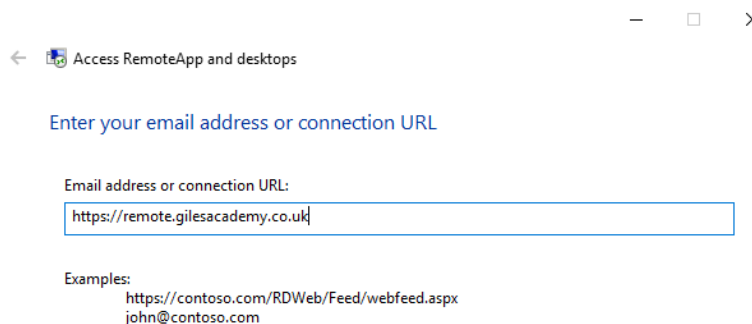 Access RemoteApp and desktops
Enter your email address or connection URL
Email address or connection URL:
https://remote.gilesacademy.co.uk
Examples:
https://contoso.com/RDWeb/Feed/webfeed.aspx
john@contoso.com